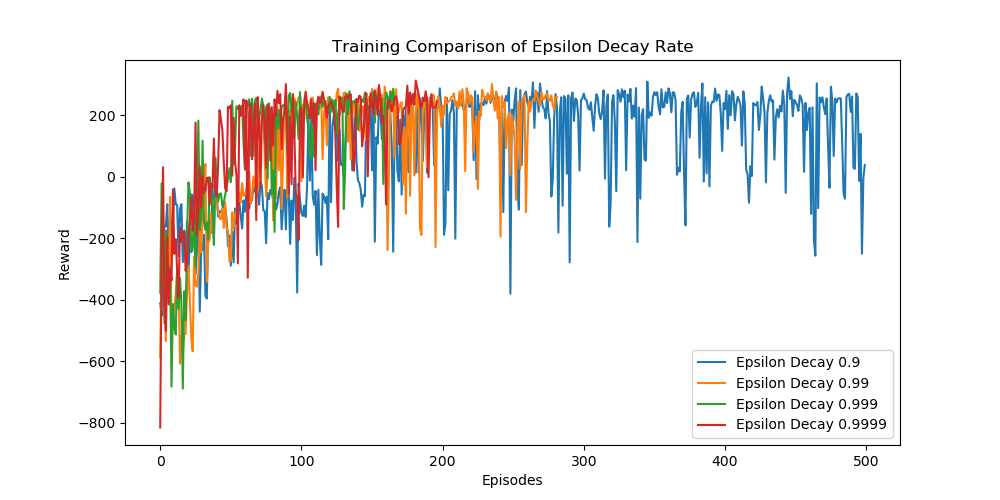 Training Comparison of Epsilon Decay Rate
200
0
−200
−400
−600
−800
Reward
0 100 200 300 400 500
Episodes
Epsilon Decay 0.9
Epsilon Decay 0.99
Epsilon Decay 0.999
Epsilon Decay 0.9999